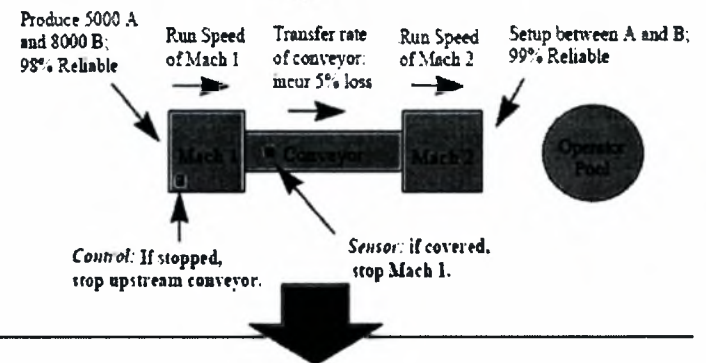 Produce 5000 A
and 8000 B;
98% Reliable
Run Speed
of Mach 1
Transfer rate
of conveyor:
incur 5% loss
Run Speed
of Mach 2
Setup between A and B;
99% Reliable
Mach 1
Conveyor
Mach 2
Operator
Pool
Control: If stopped,
stop upstream conveyor.
Sensor: if covered,
stop Mach 1.